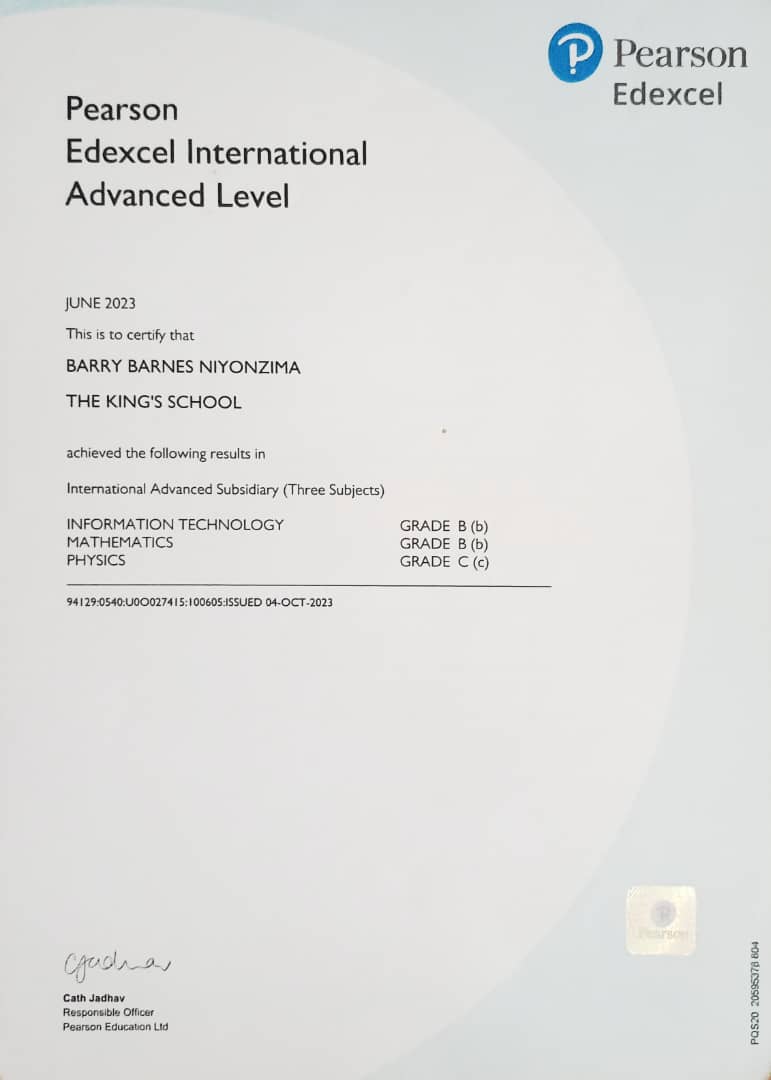 Pearson
Edexcel
Pearson
Edexcel International
Advanced Level
JUNE 2023
This is to certify that
BARRY BARNES NIYONZIMA
THE KING'S SCHOOL
achieved the following results in
International Advanced Subsidiary (Three Subjects)
INFORMATION TECHNOLOGY GRADE B (b)
MATHEMATICS GRADE B (b)
PHYSICS GRADE C (c)
94129:0540:U0O027415:100605:ISSUED 04-OCT-2023
Pearson
Cjadhav
Cath Jadhav
Responsible Officer
Pearson Education Ltd
PQS20 20595378 804